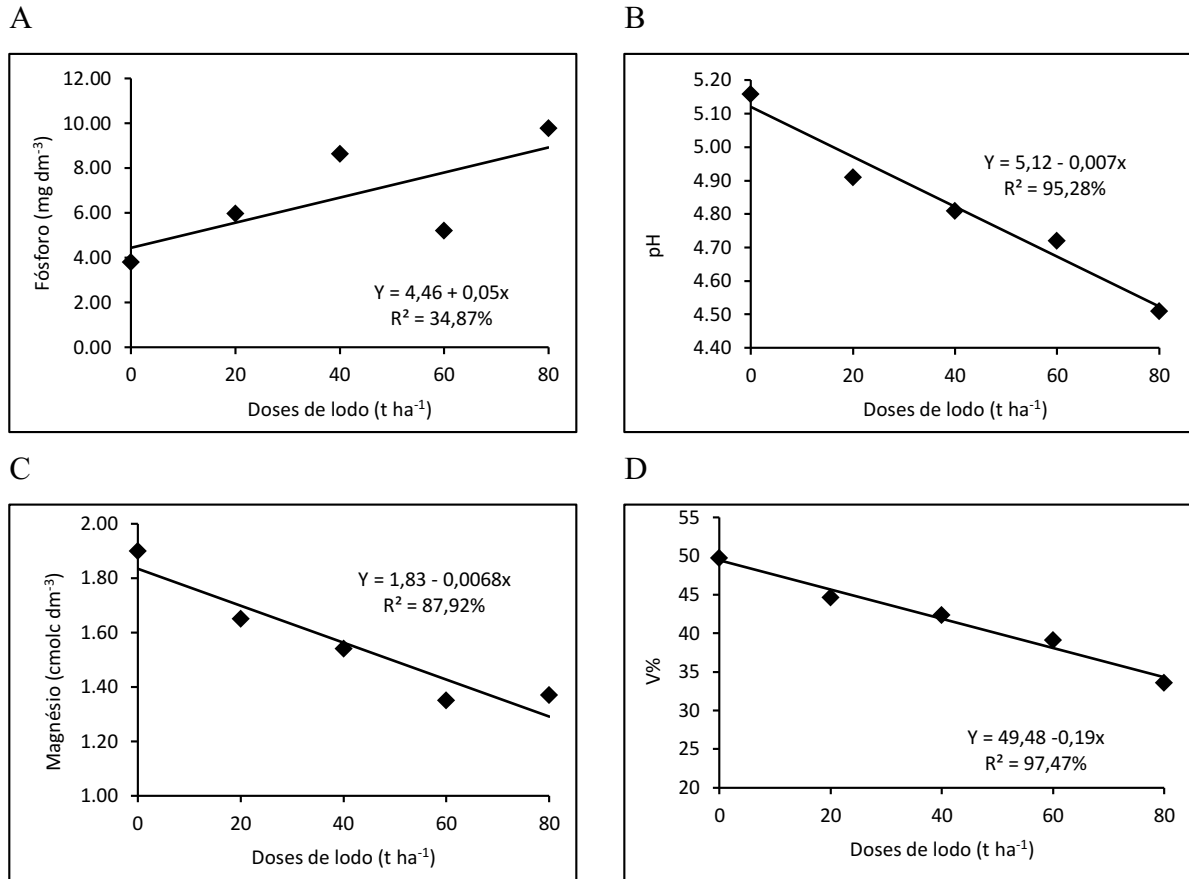 A
12.00
10.00
8.00
6.00
4.00
2.00
0.00
Fósforo (mg dm⁻³)
Y = 4,46 + 0,05x
R² = 34,87%
0 20 40 60 80
Doses de lodo (t ha⁻¹)
B
5.20
5.10
5.00
4.90
4.80
4.70
4.60
4.50
4.40
pH
Y = 5,12 - 0,007x
R² = 95,28%
0 20 40 60 80
Doses de lodo (t ha⁻¹)
C
2.00
1.80
1.60
1.40
1.20
1.00
Magnésio (cmolc dm⁻³)
Y = 1,83 - 0,0068x
R² = 87,92%
0 20 40 60 80
Doses de lodo (t ha⁻¹)
D
55
50
45
40
35
30
25
20
V%
Y = 49,48 -0,19x
R² = 97,47%
0 20 40 60 80
Doses de lodo (t ha⁻¹)